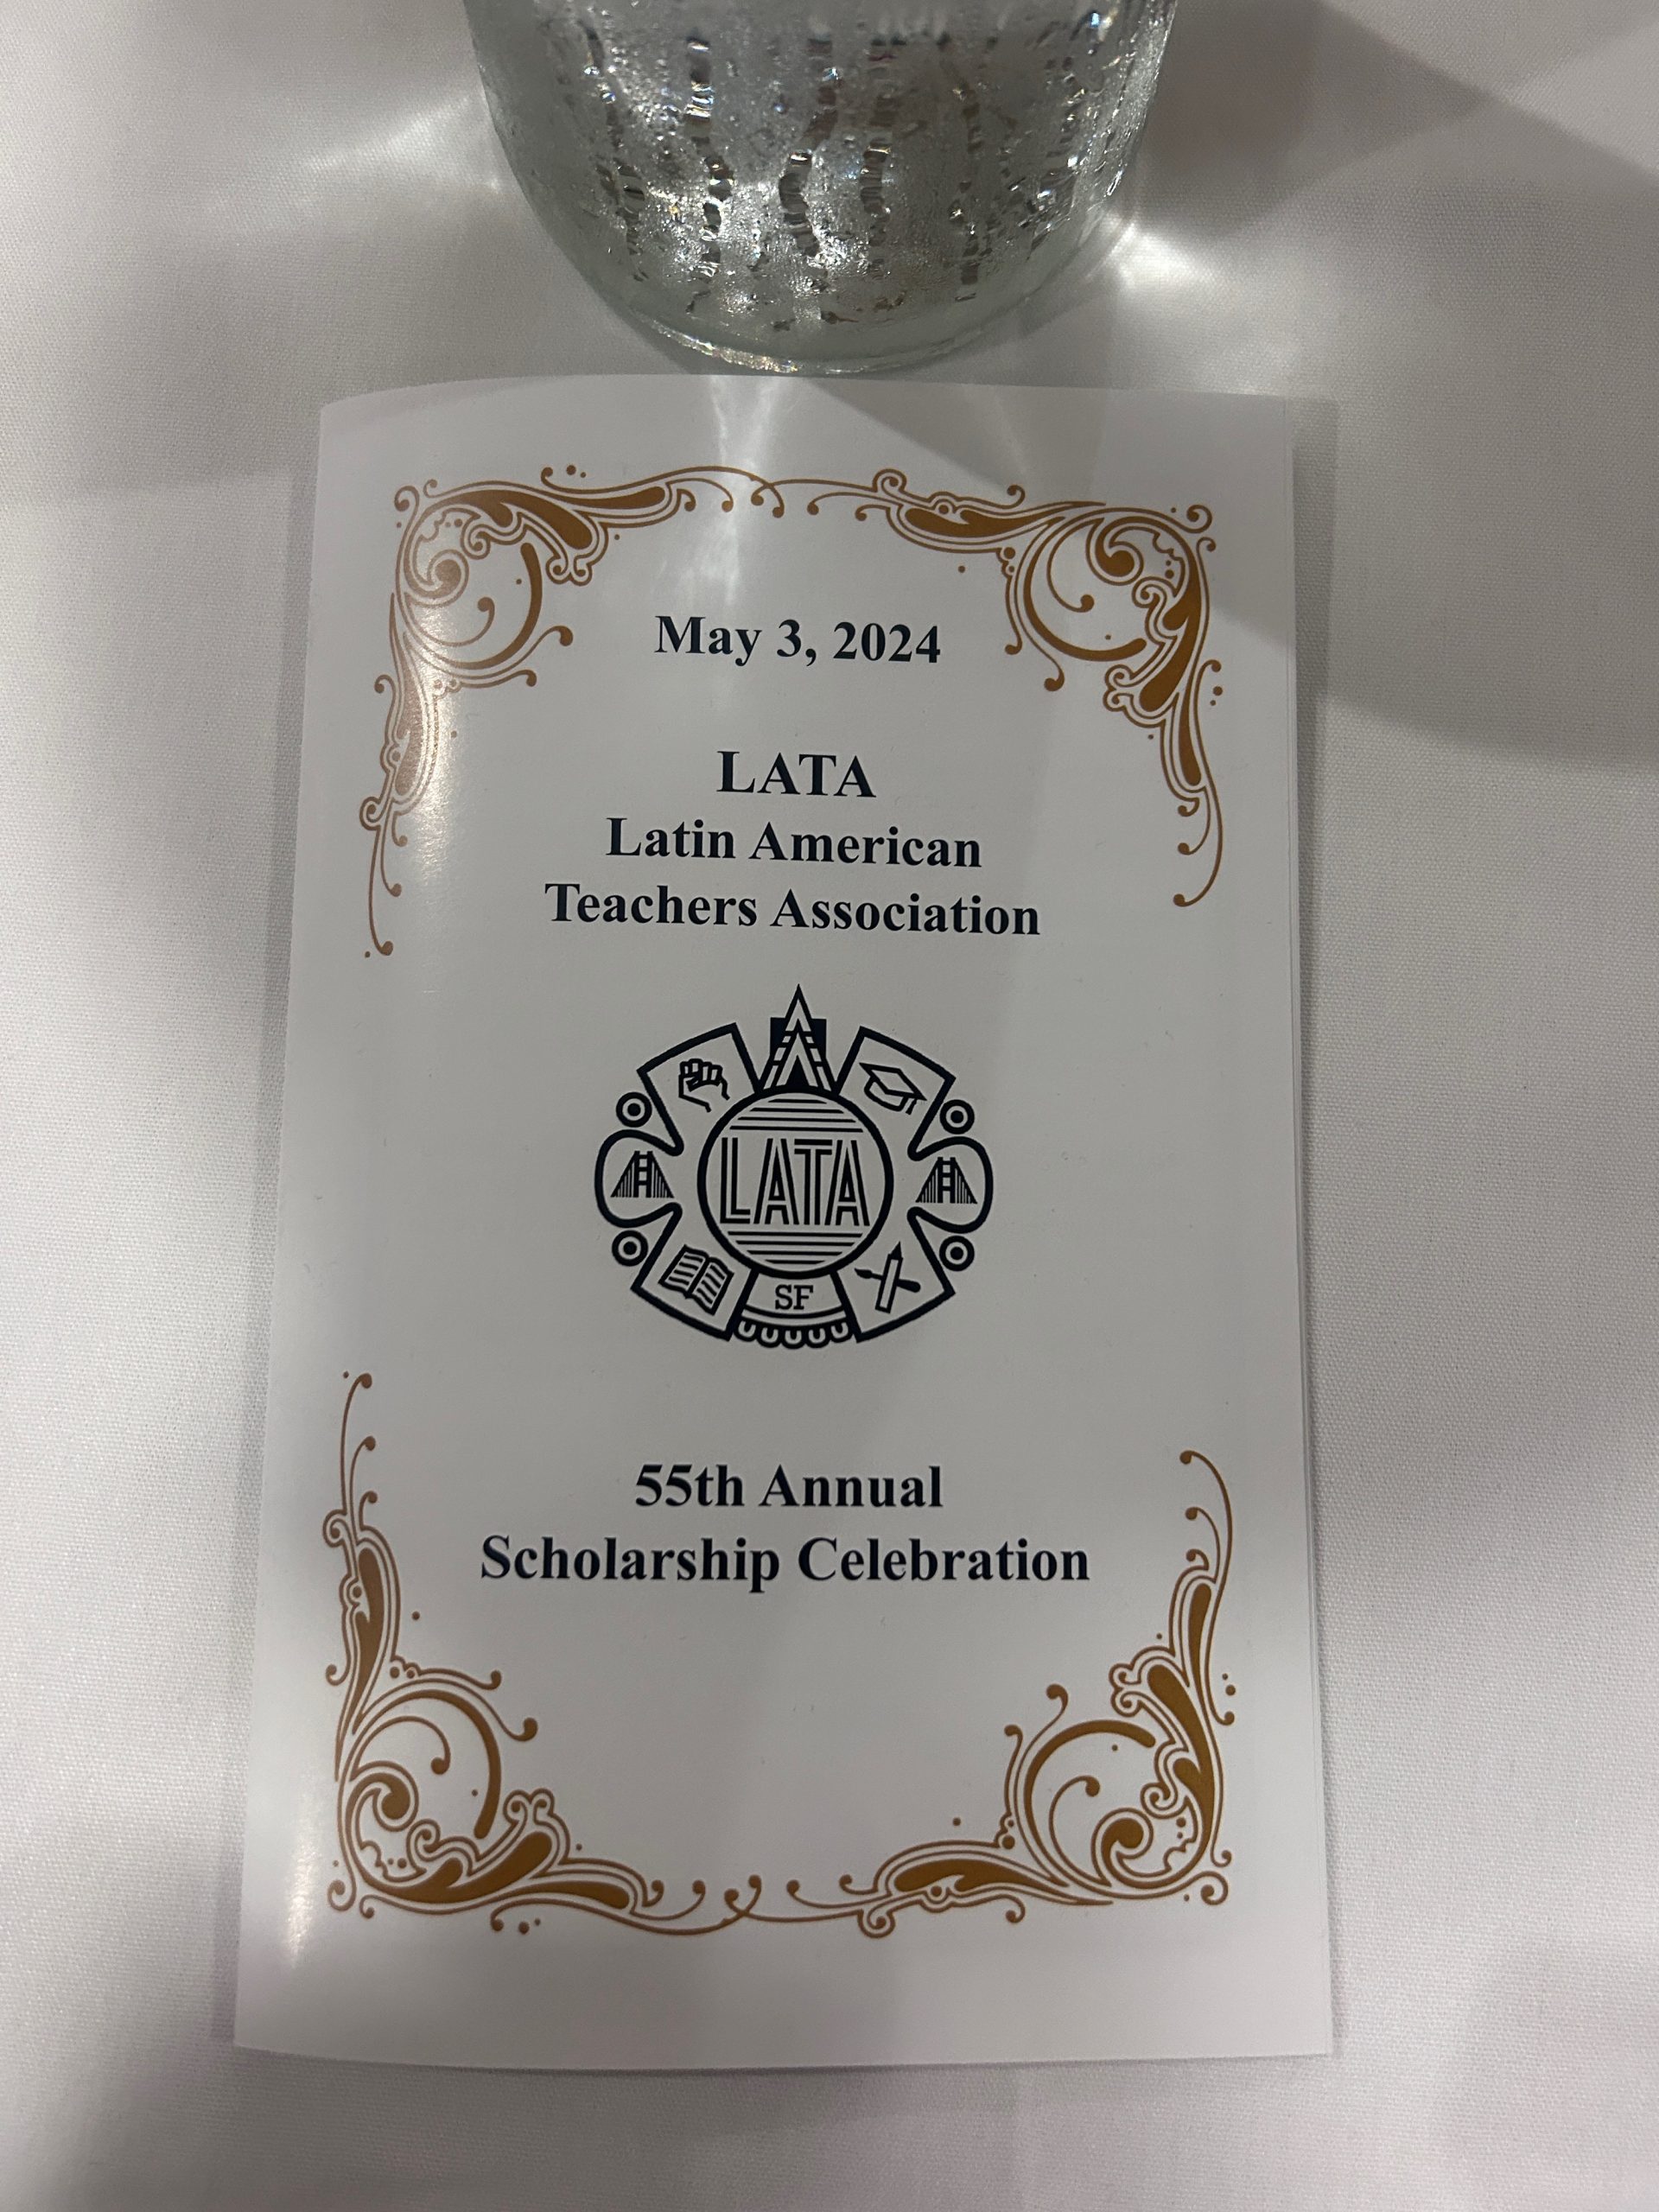 May 3, 2024
LATA
Latin American
Teachers Association
LATA
SF
55th Annual
Scholarship Celebration